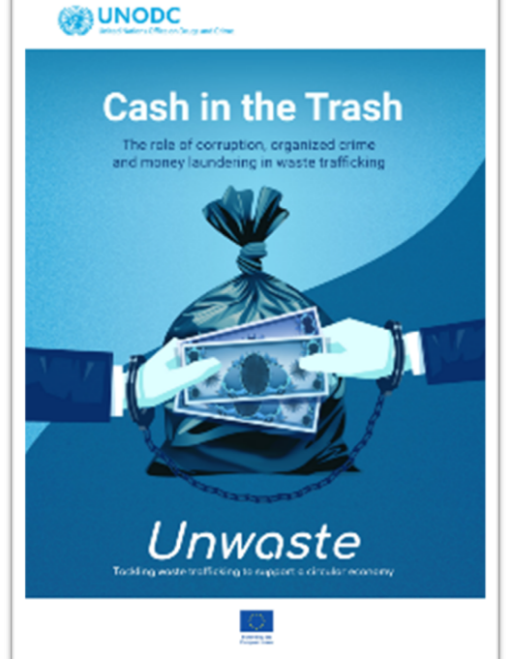 UNODC
United Nations Office on Drugs and Crime
Cash in the Trash
The role of corruption, organized crime
and money laundering in waste trafficking
Unwaste
Tackling waste trafficking to support a circular economy